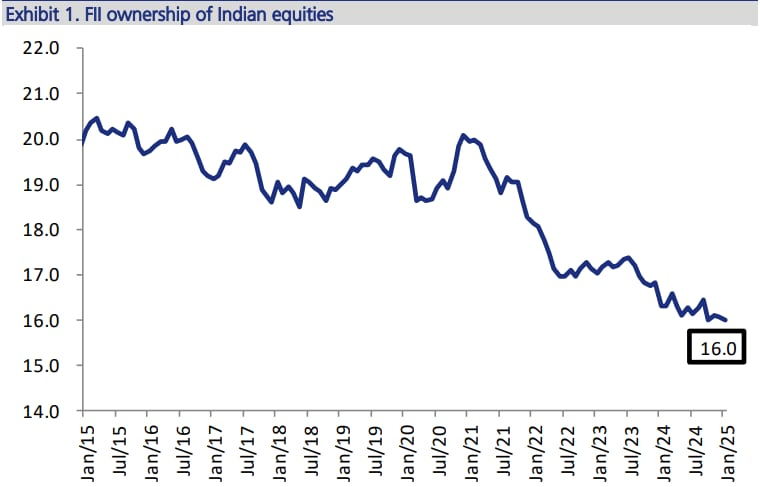 Exhibit 1. FII ownership of Indian equities
22.0
21.0
20.0
19.0
18.0
17.0
16.0
15.0
14.0
16.0
Jan/15
Jul/15
Jan/16
Jul/16
Jan/17
Jul/17
Jan/18
Jul/18
Jan/19
Jul/19
Jan/20
Jul/20
Jan/21
Jul/21
Jan/22
Jul/22
Jan/23
Jul/23
Jan/24
Jul/24
Jan/25